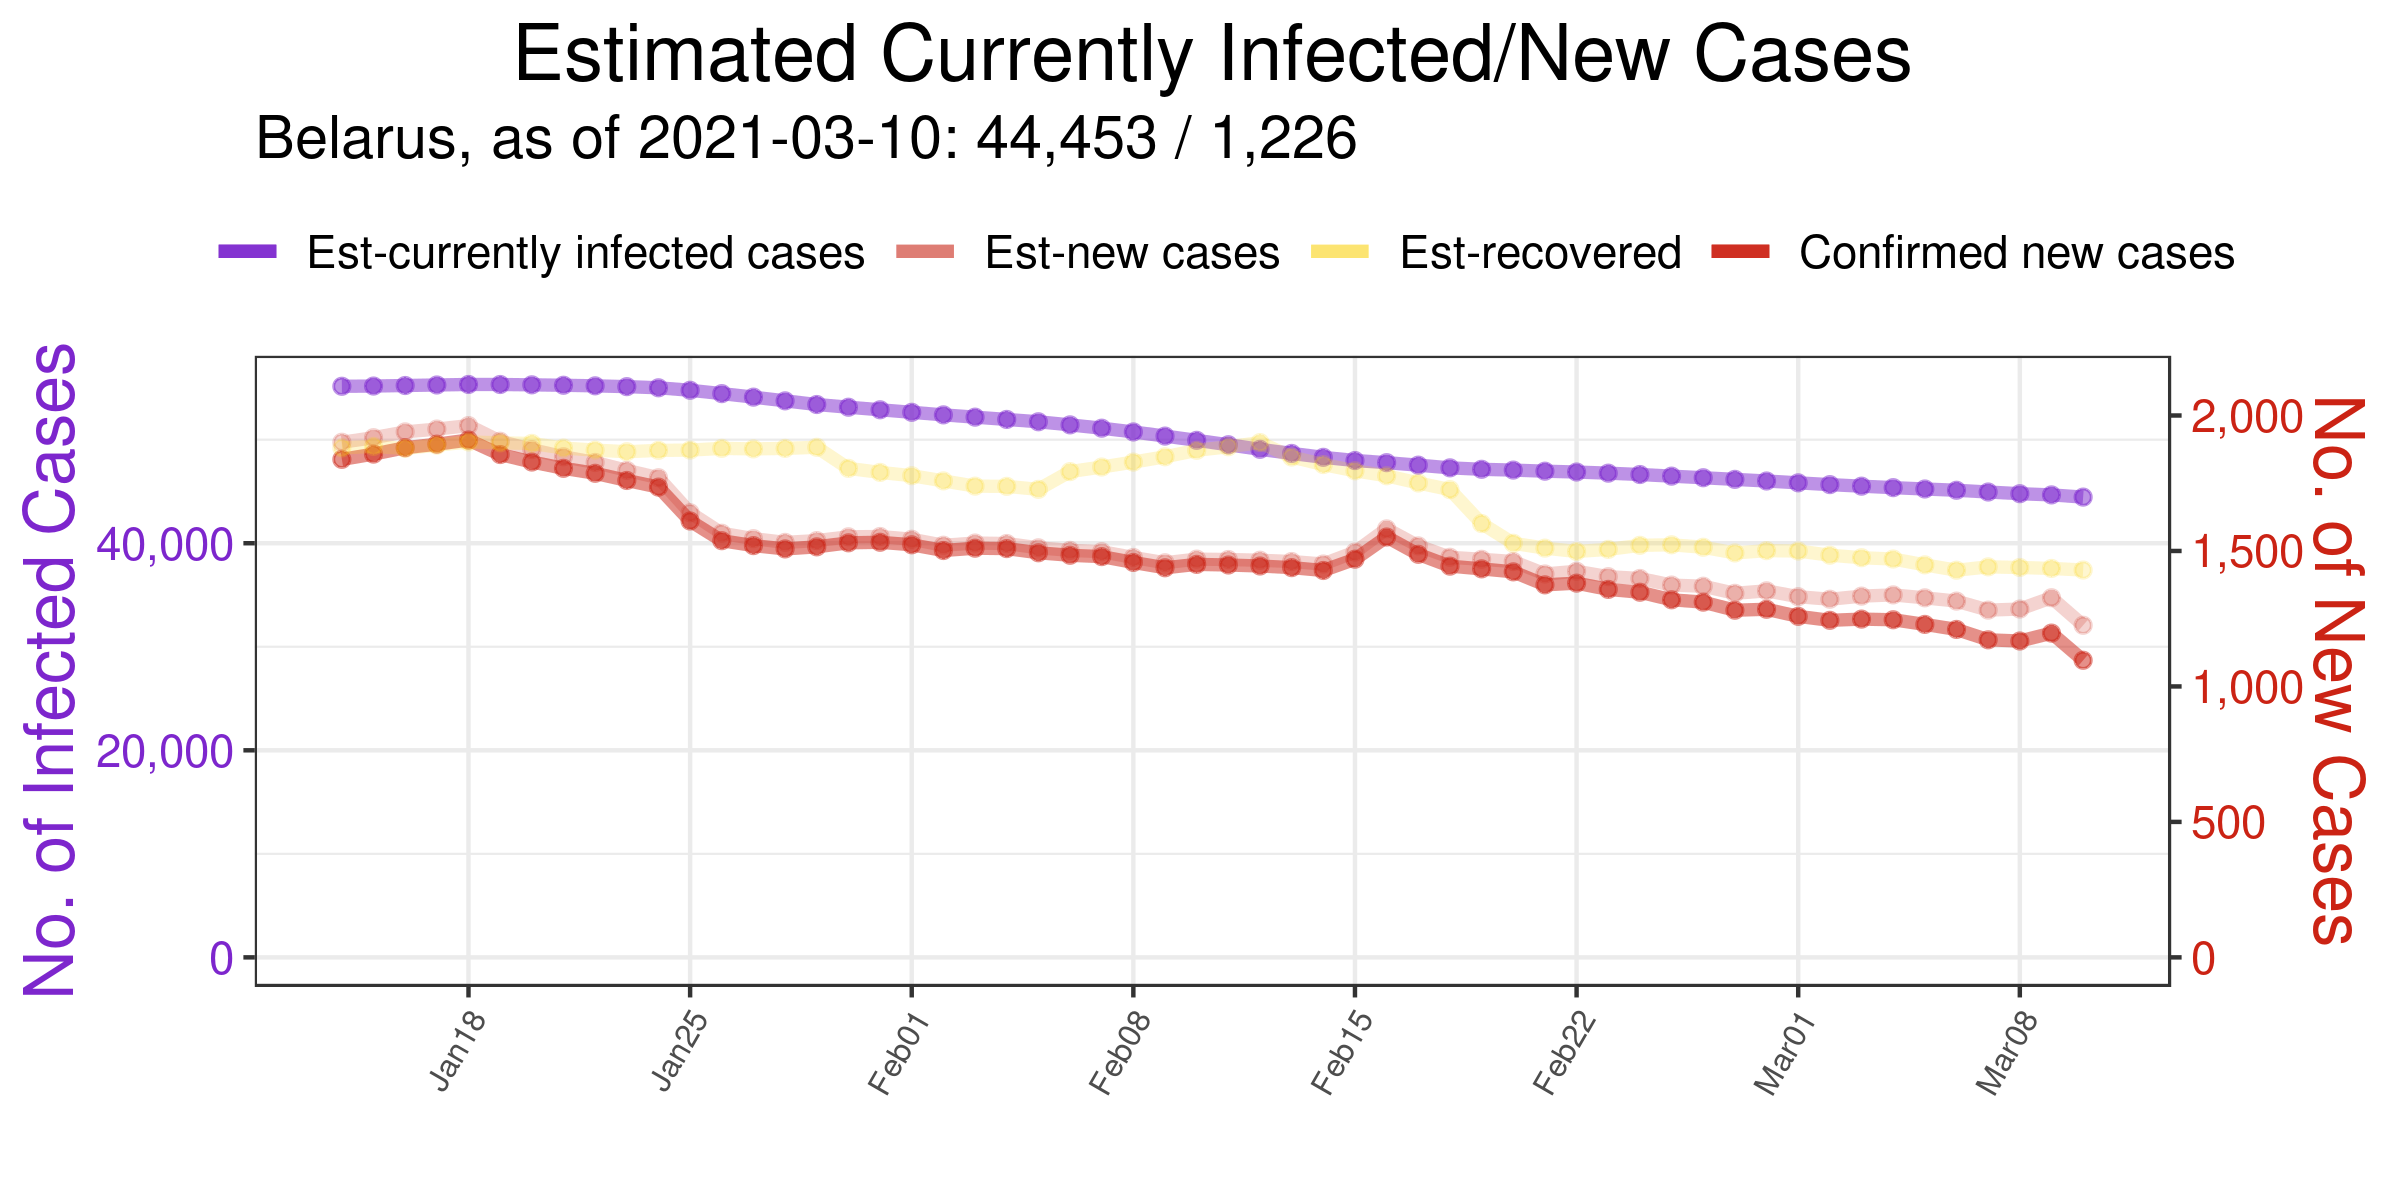 Estimated Currently Infected/New Cases
Belarus, as of 2021-03-10: 44,453 / 1,226
Est-currently infected cases Est-new cases Est-recovered Confirmed new cases
No. of Infected Cases
40,000
20,000
0
2,000
1,500
1,000
500
0
No. of New Cases
Jan18 Jan25 Feb01 Feb08 Feb15 Feb22 Mar01 Mar08